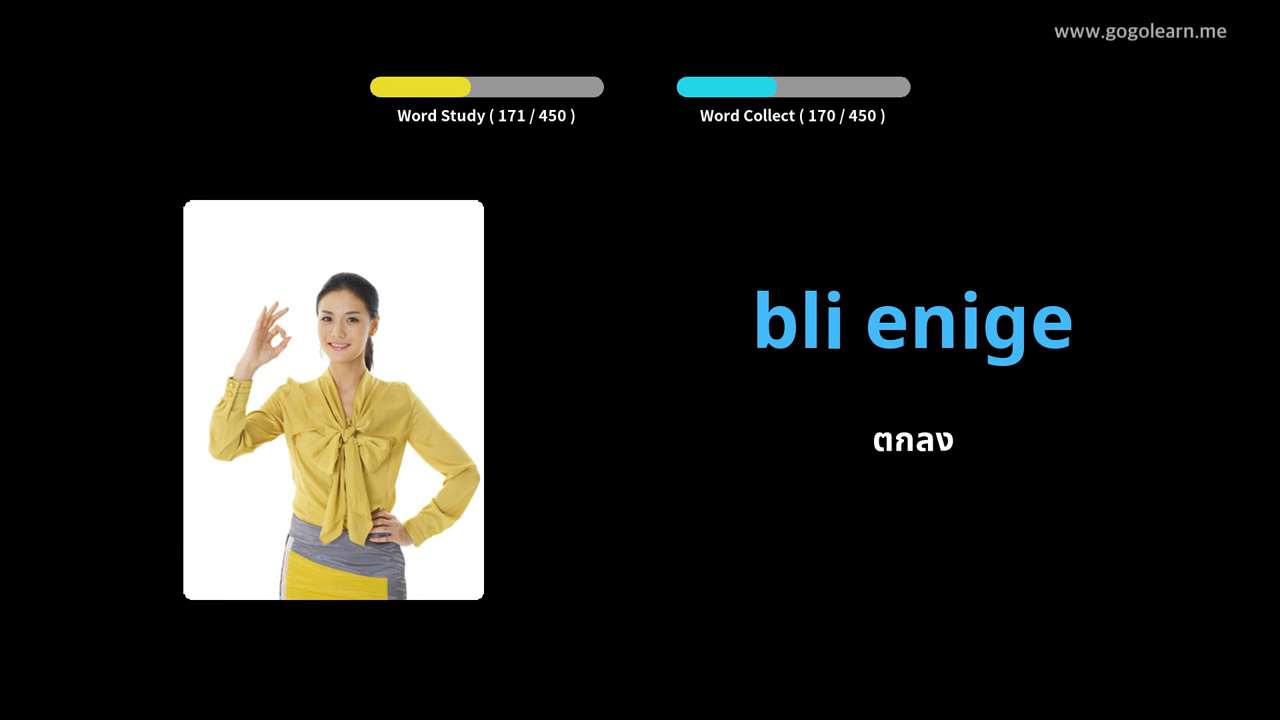 www.gogolearn.me
Word Study ( 171 / 450 )
Word Collect ( 170 / 450 )
bli enige
ตกลง